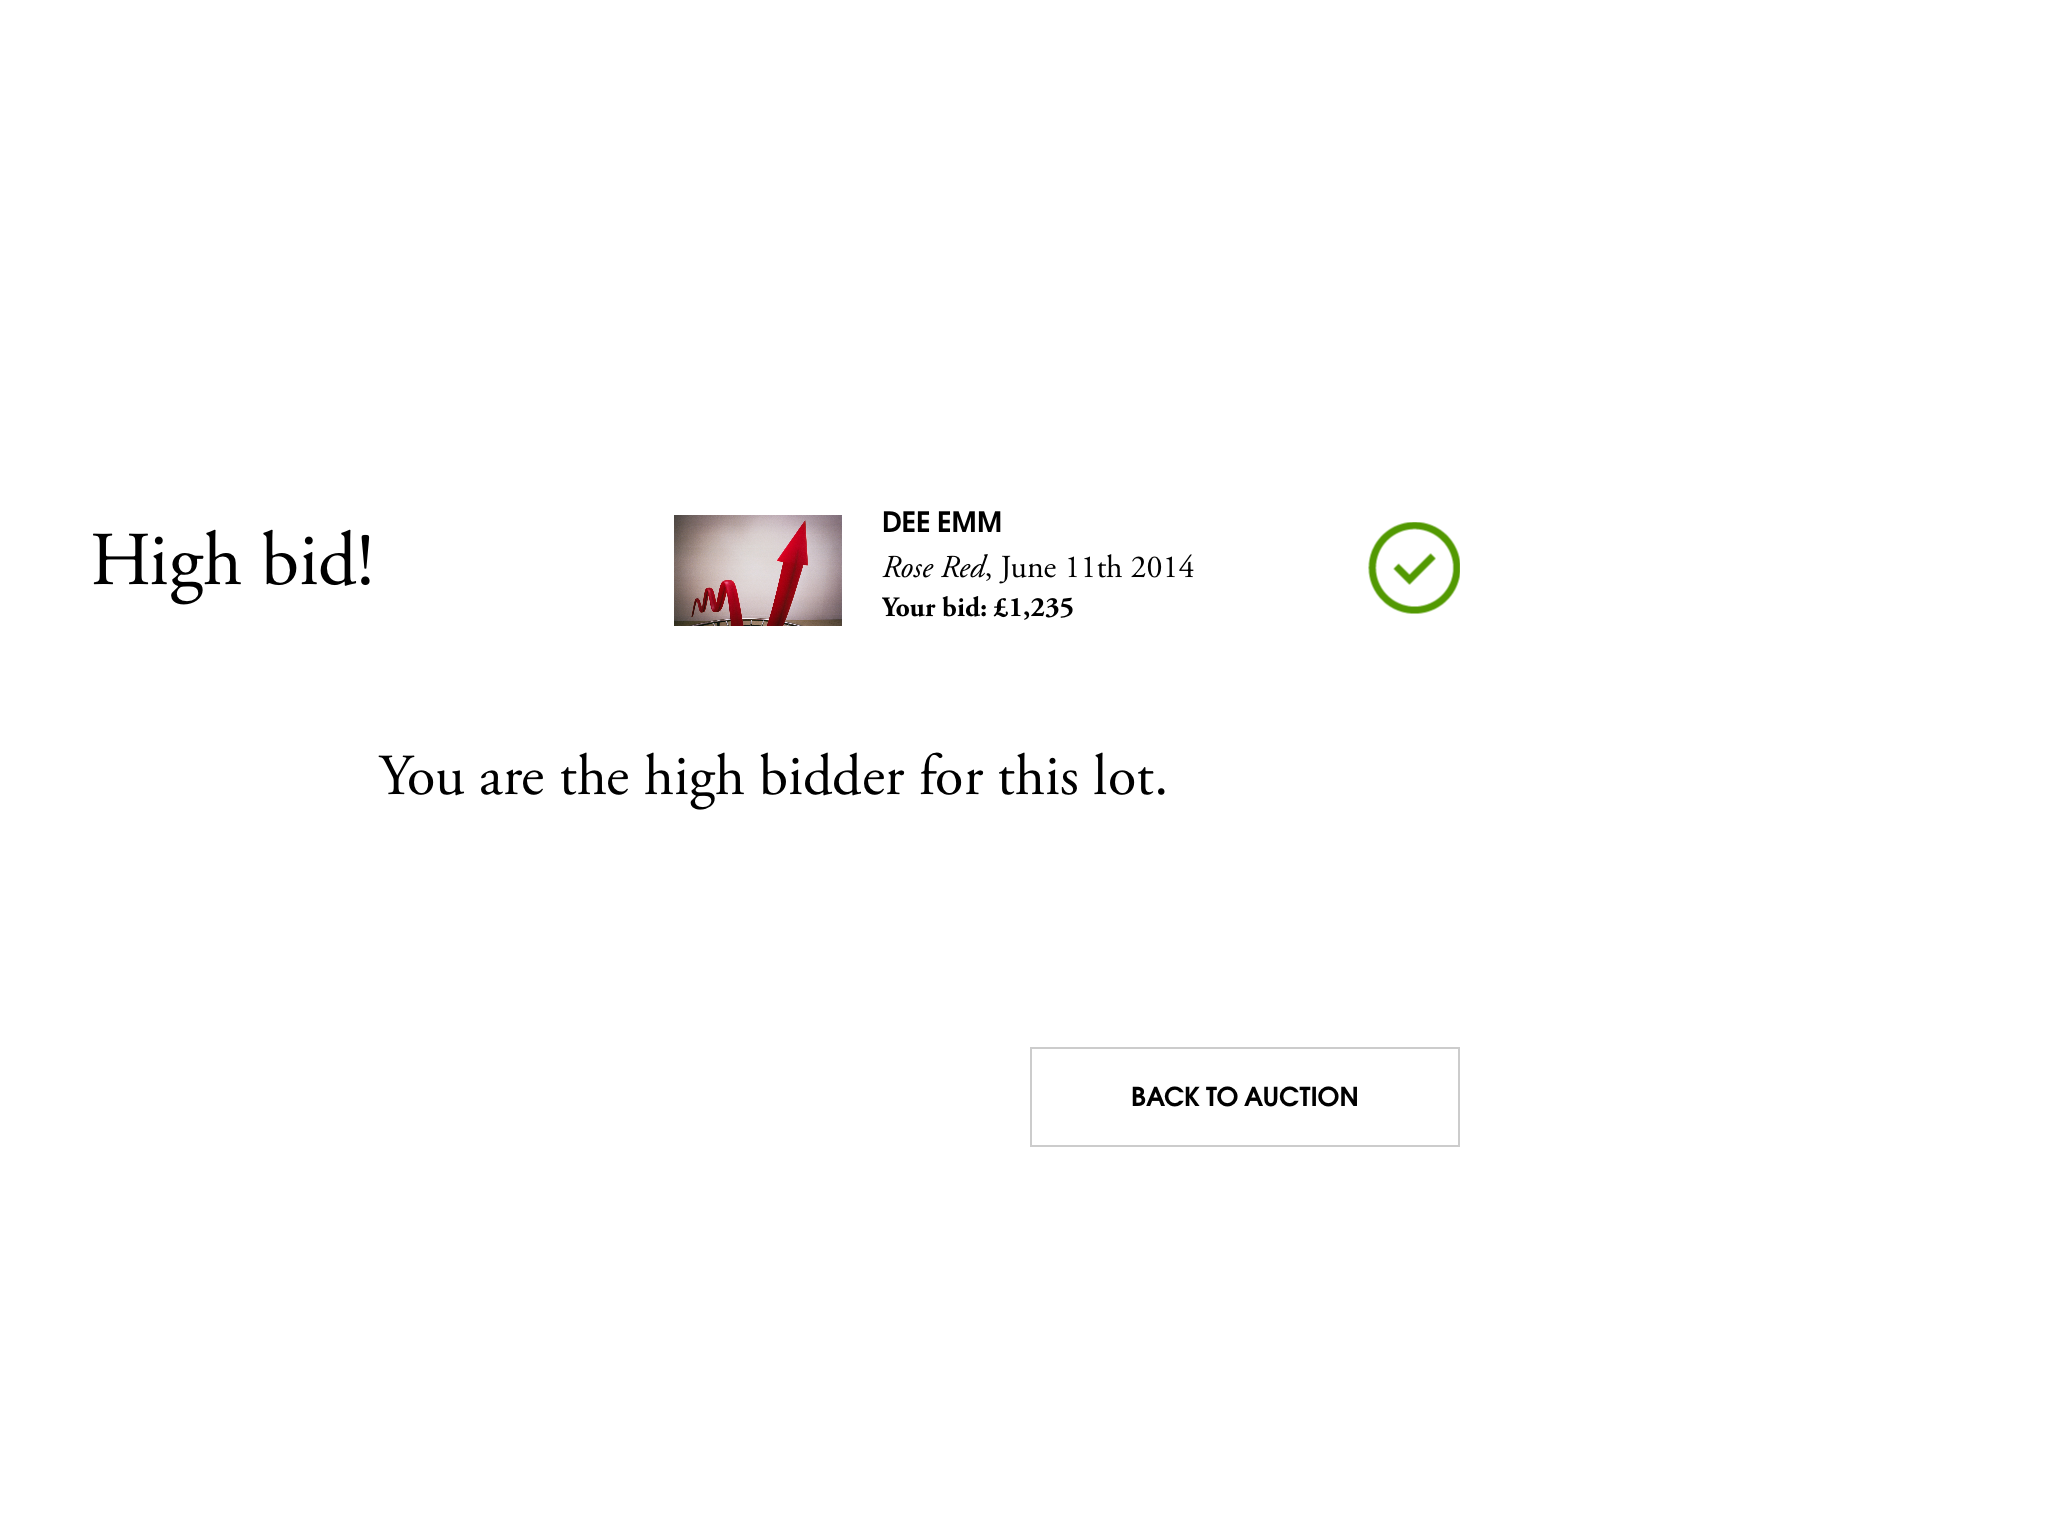 High bid!
DEE EMM
Rose Red, June 11th 2014
Your bid: £1,235
You are the high bidder for this lot.
BACK TO AUCTION